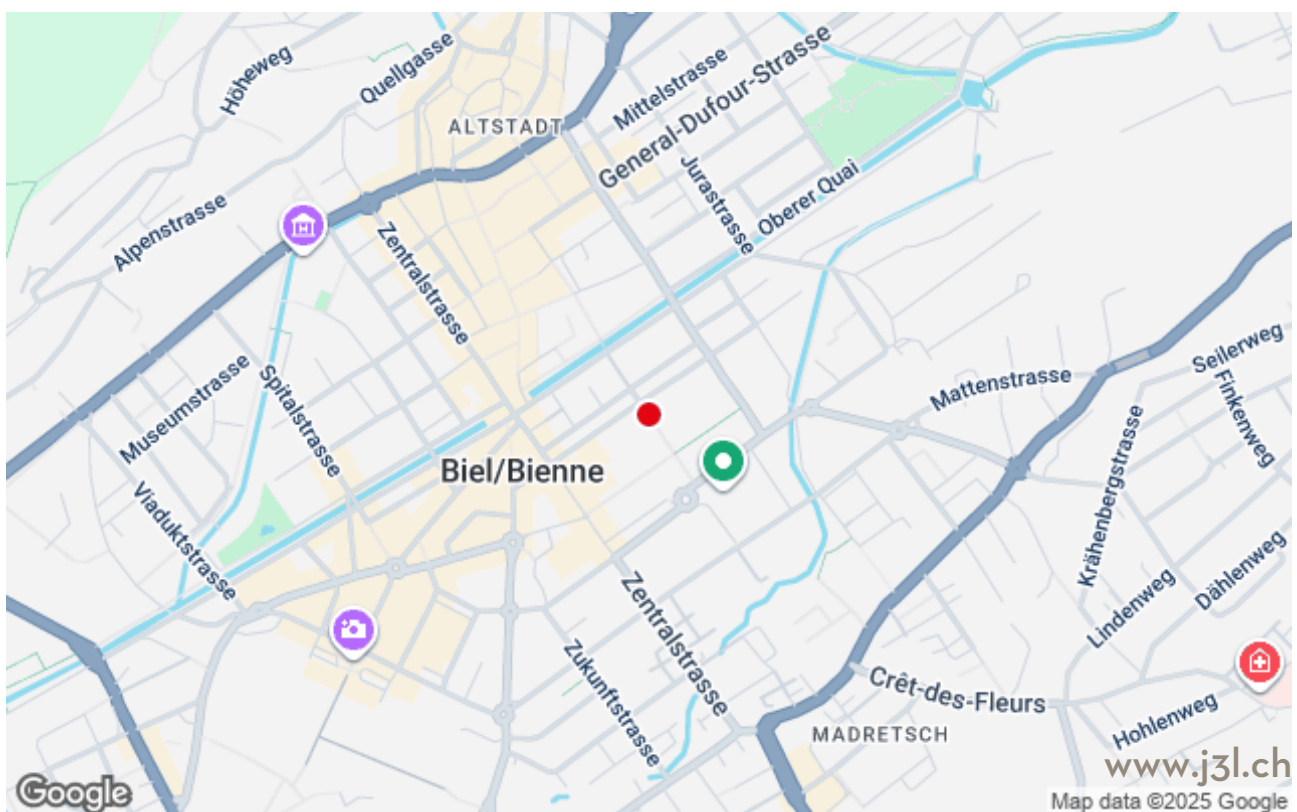 Höheweg
Quellgasse
Mittelstrasse
General-Dufour-Strasse
ALTSTADT
Jurastrasse
Oberer Quai
Alpenstrasse
Zentralstrasse
Seilerweg
Finkenweg
Mattenstrasse
Museumstrasse
Spitalstrasse
Krähenbergstrasse
Biel/Bienne
Viaduktstrasse
Dählenweg
Lindenweg
Zentralstrasse
Zukunftstrasse
Crêt-des-Fleurs
Hohlenweg
MADRETSCH
www.j3l.ch
Google
Map data ©2025 Google